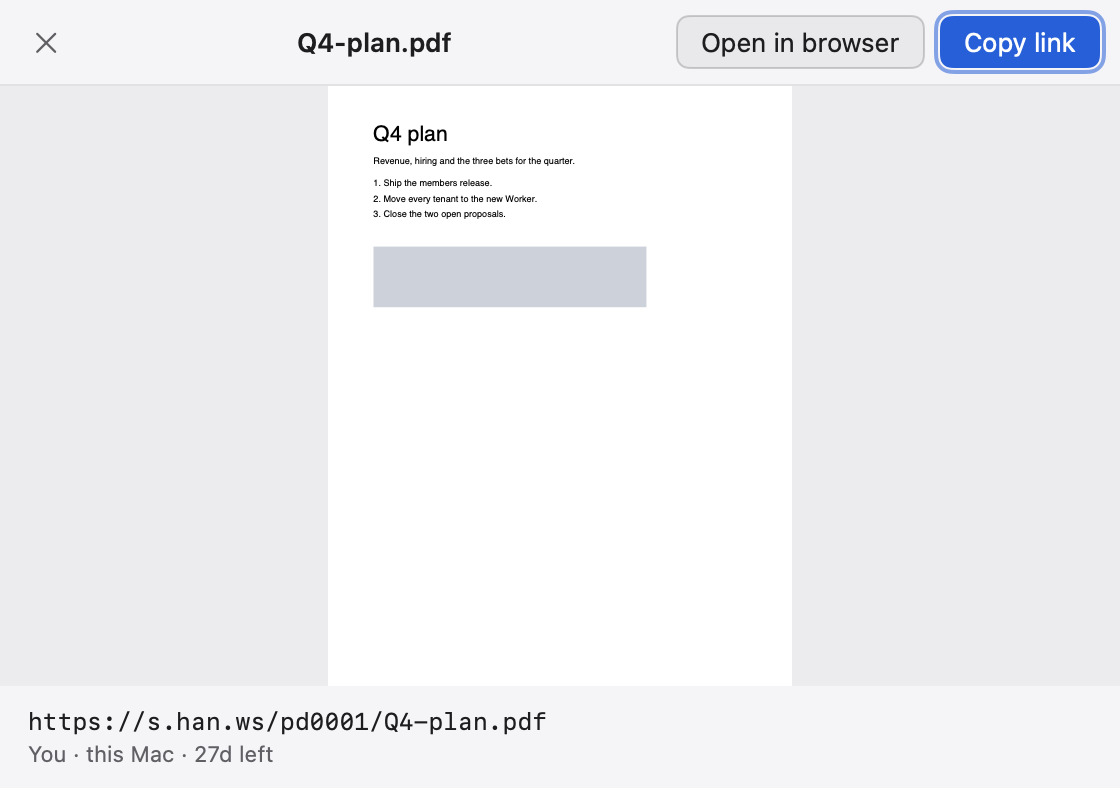 Q4-plan.pdf
Open in browser
Copy link
Q4 plan
Revenue, hiring and the three bets for the quarter.
1. Ship the members release.
2. Move every tenant to the new Worker.
3. Close the two open proposals.
https://s.han.ws/pd0001/Q4-plan.pdf
You · this Mac · 27d left